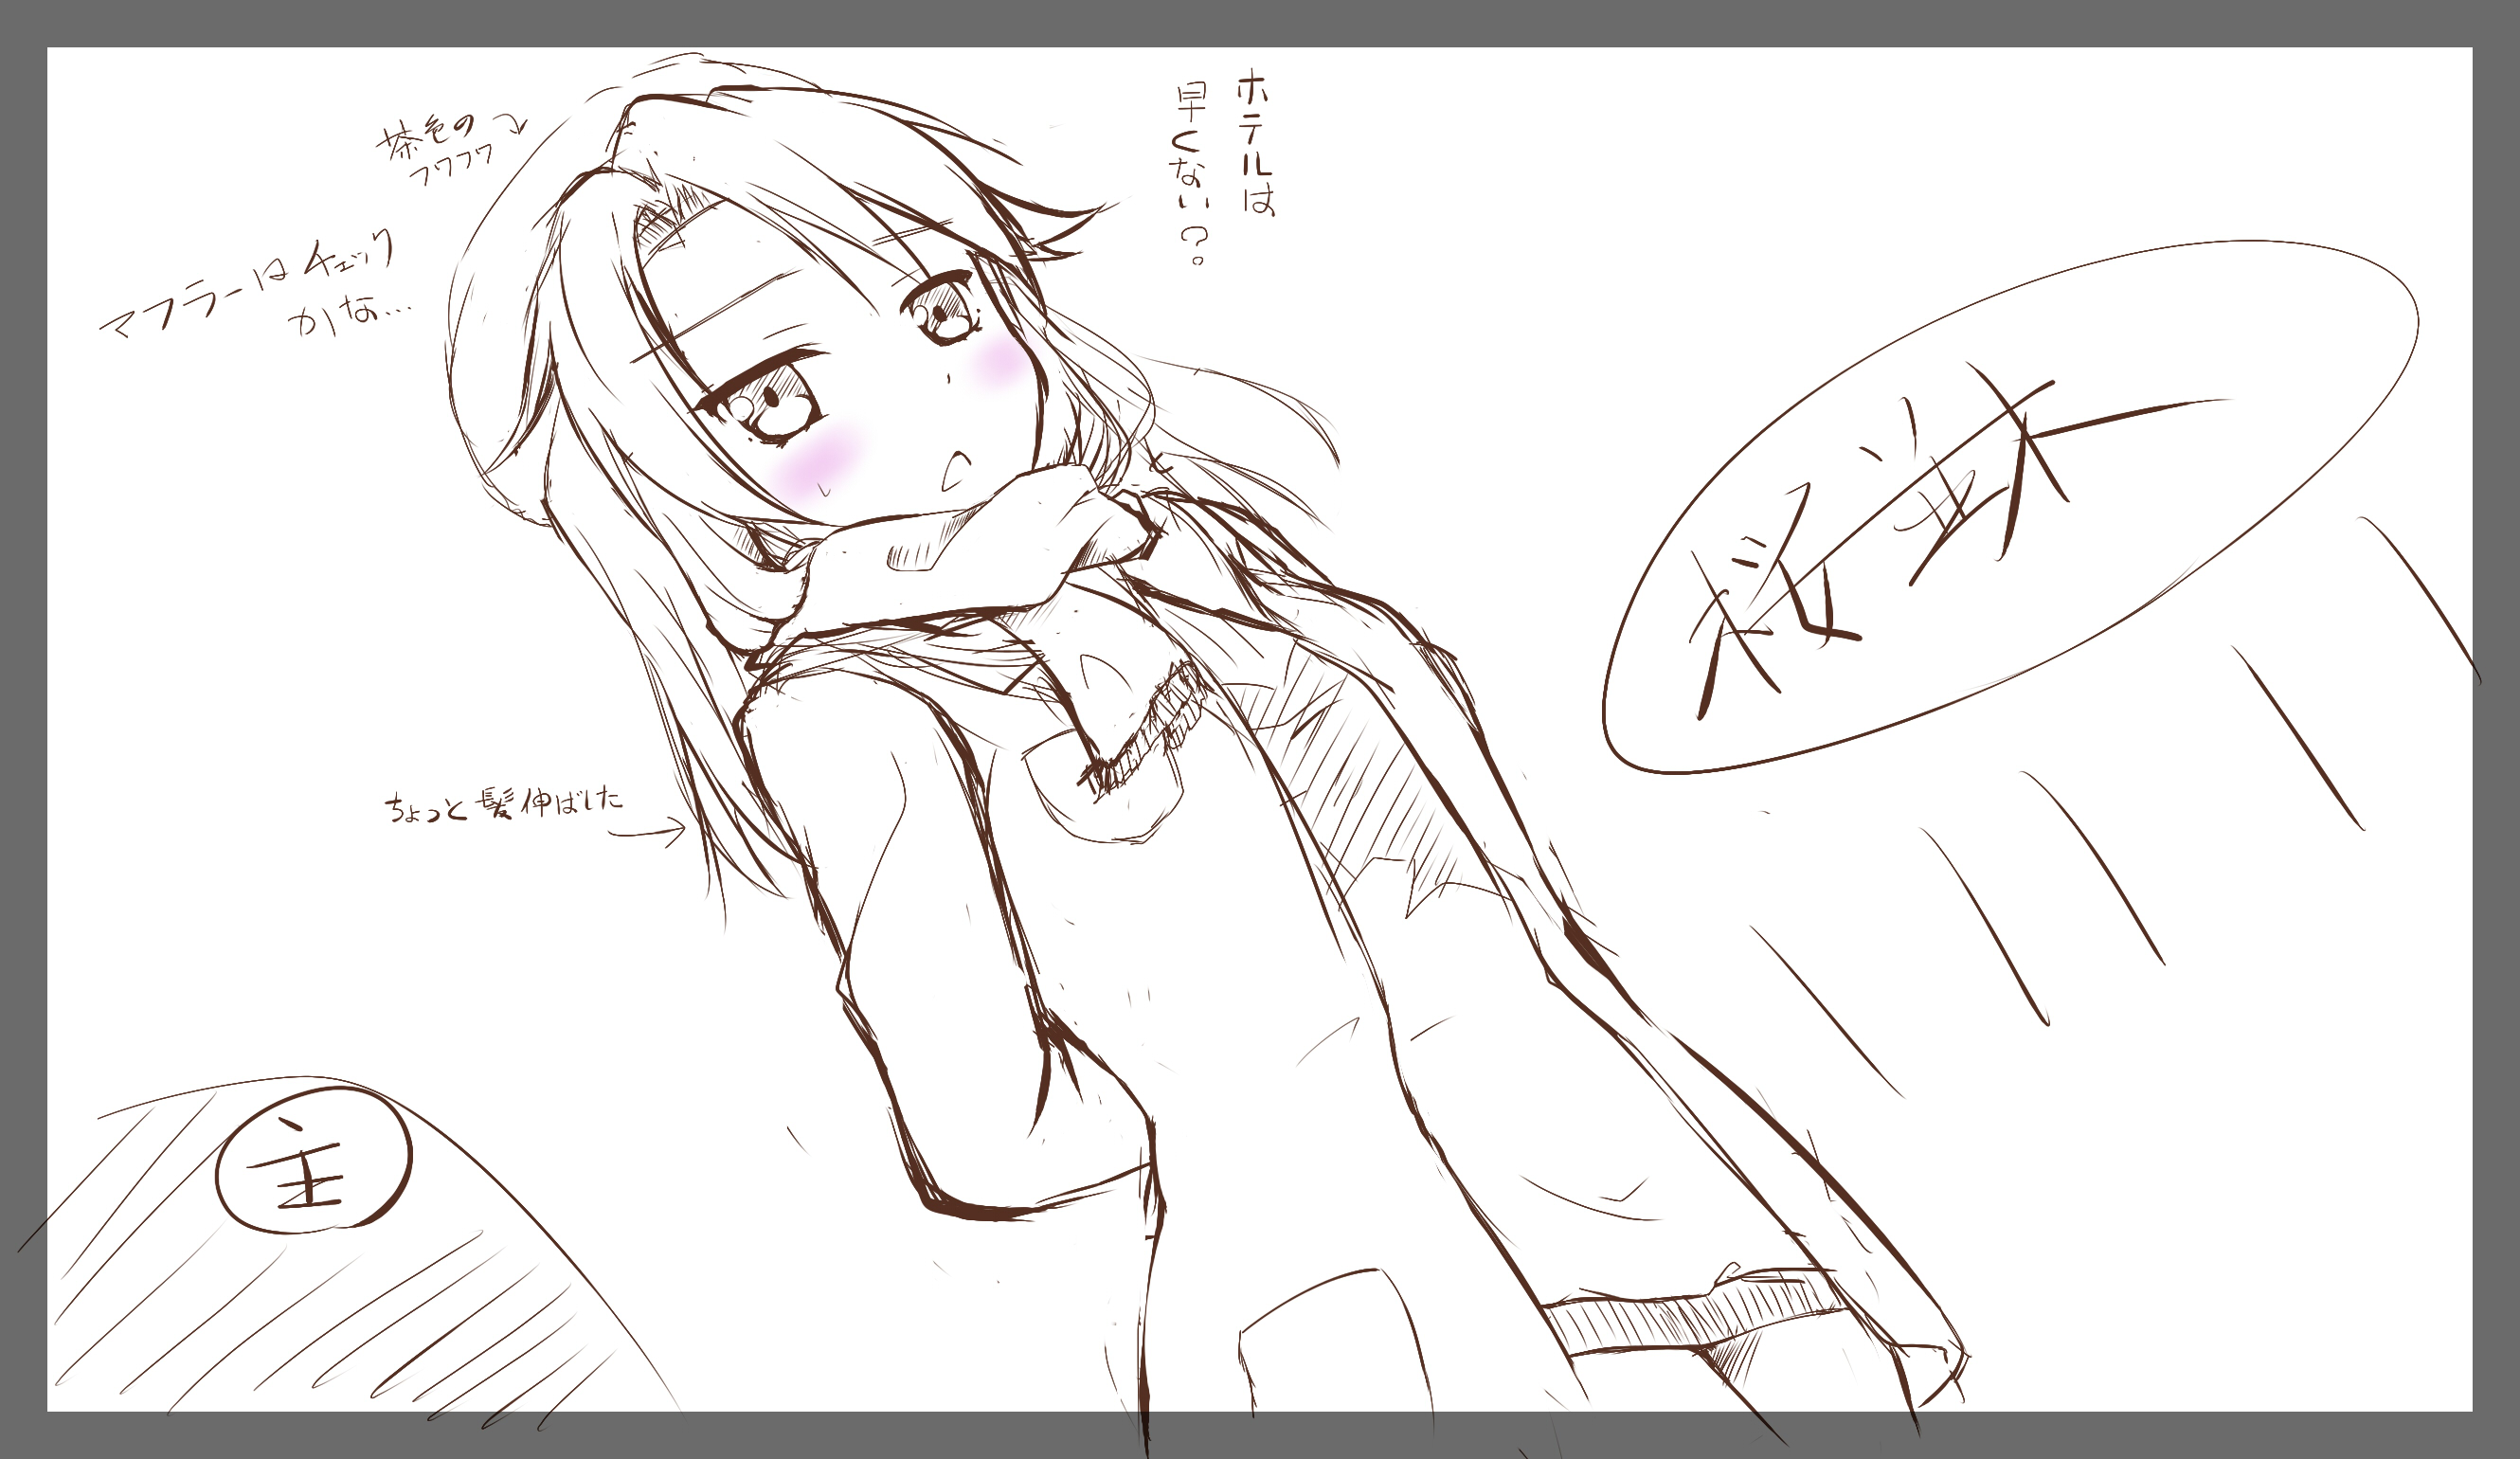 ホテルは
早くない?
茶色の
フワフワ
マフラーはチェック
かな…
ちょっと髪伸ばした
主